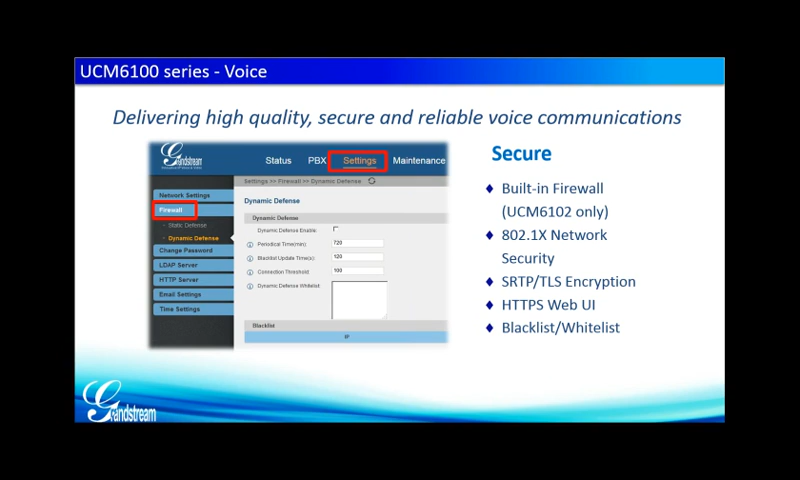 UCM6100 series - Voice
Delivering high quality, secure and reliable voice communications
Grandstream
Status PBX Settings Maintenance
Settings >> Firewall >> Dynamic Defense
Network Settings
Firewall
Static Defense
Dynamic Defense
Change Password
LDAP Server
HTTP Server
Email Settings
Time Settings
Dynamic Defense
Dynamic Defense
Dynamic Defense Enable:
Periodical Time(min): 720
Blacklist Update Time(s): 120
Connection Threshold: 100
Dynamic Defense Whitelist:
Blacklist
IP
Secure
Built-in Firewall
(UCM6102 only)
802.1X Network
Security
SRTP/TLS Encryption
HTTPS Web UI
Blacklist/Whitelist
Grandstream